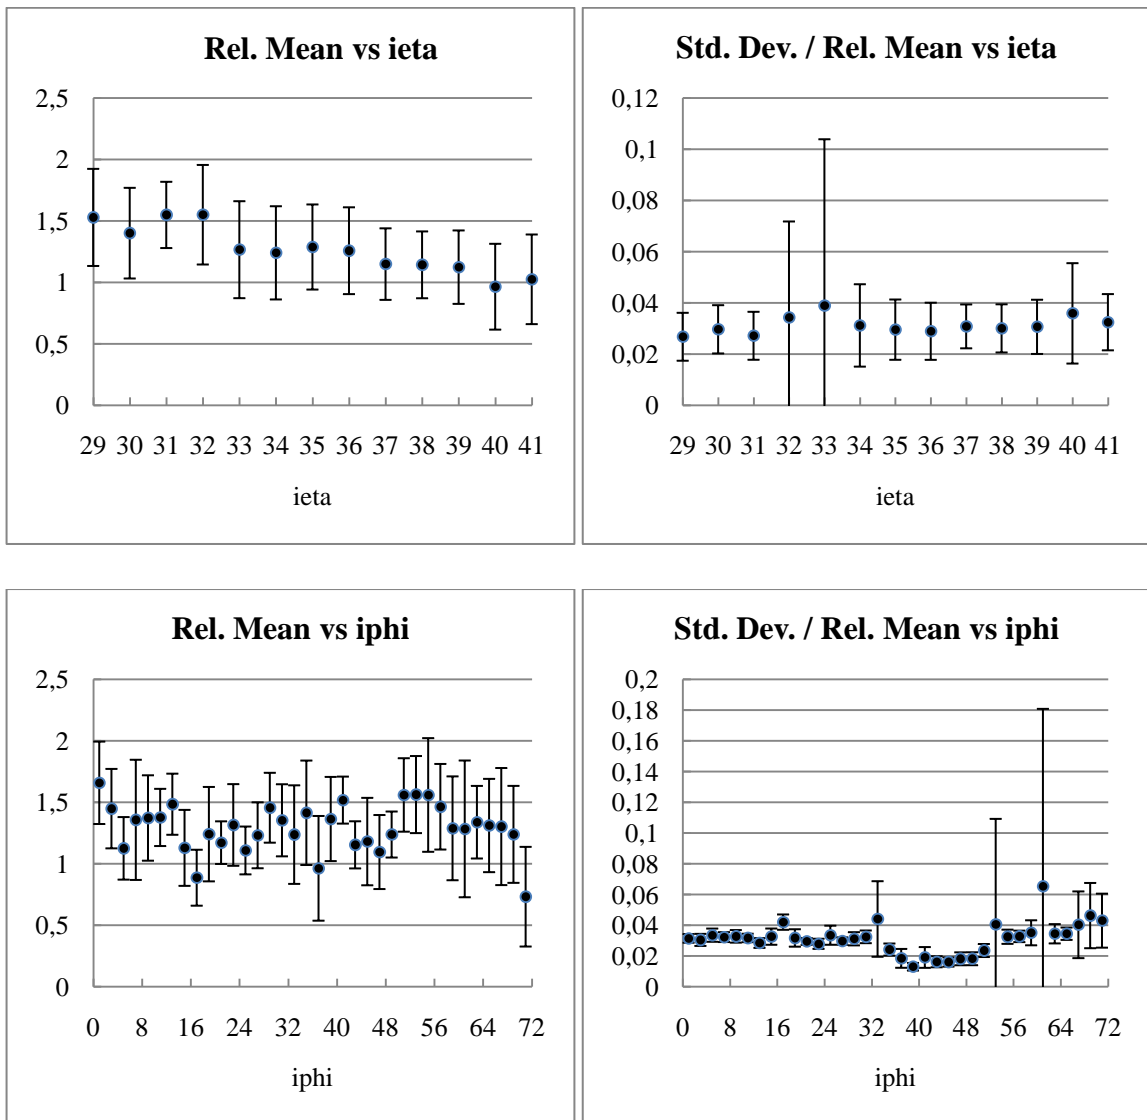 Rel. Mean vs ieta
2,5
2
1,5
1
0,5
0
29 30 31 32 33 34 35 36 37 38 39 40 41
ieta
Std. Dev. / Rel. Mean vs ieta
0,12
0,1
0,08
0,06
0,04
0,02
0
29 30 31 32 33 34 35 36 37 38 39 40 41
ieta
Rel. Mean vs iphi
2,5
2
1,5
1
0,5
0
0 8 16 24 32 40 48 56 64 72
iphi
Std. Dev. / Rel. Mean vs iphi
0,2
0,18
0,16
0,14
0,12
0,1
0,08
0,06
0,04
0,02
0
0 8 16 24 32 40 48 56 64 72
iphi